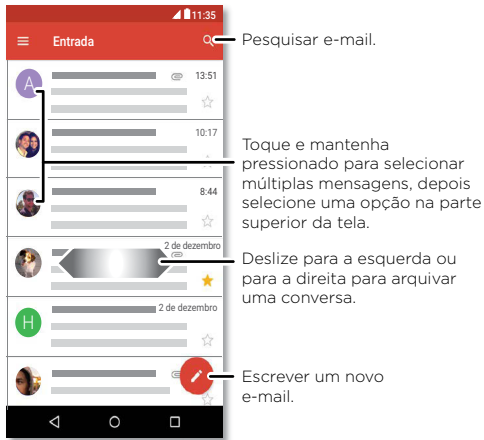 11:35
Entrada
Pesquisar e-mail.
A
13:51
10:17
Toque e mantenha
pressionado para selecionar
múltiplas mensagens, depois
selecione uma opção na parte
superior da tela.
8:44
2 de dezembro
Deslize para a esquerda ou
para a direita para arquivar
uma conversa.
H
2 de dezembro
Escrever um novo
e-mail.